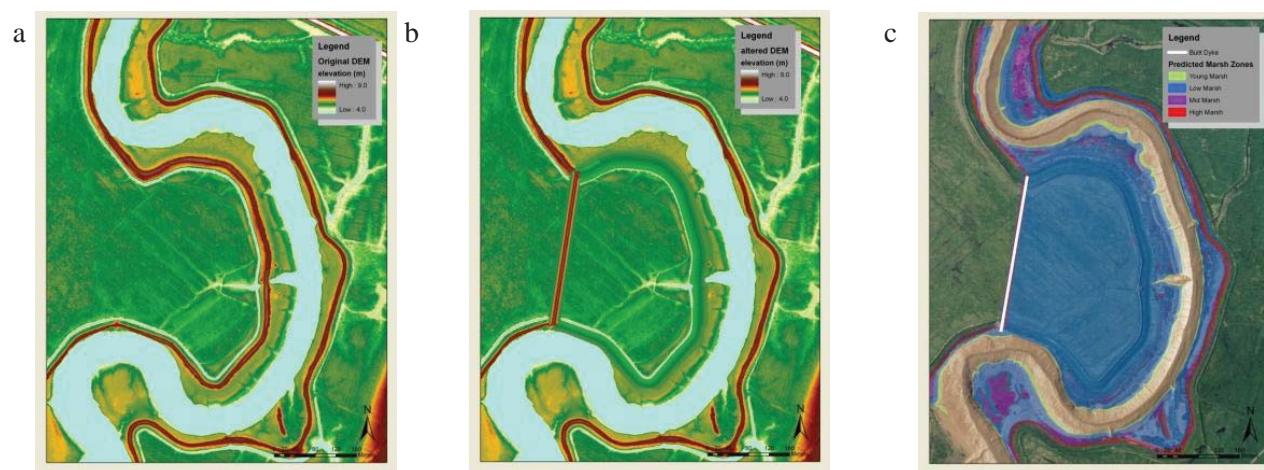 a
Legend
Original DEM
elevation (m)
High : 9.0
Low : 4.0
N
b
Legend
altered DEM
elevation (m)
High : 9.0
Low : 4.0
N
c
Legend
Built Dyke
Predicted Marsh Zones
Young Marsh
Low Marsh
Mid Marsh
High Marsh
N